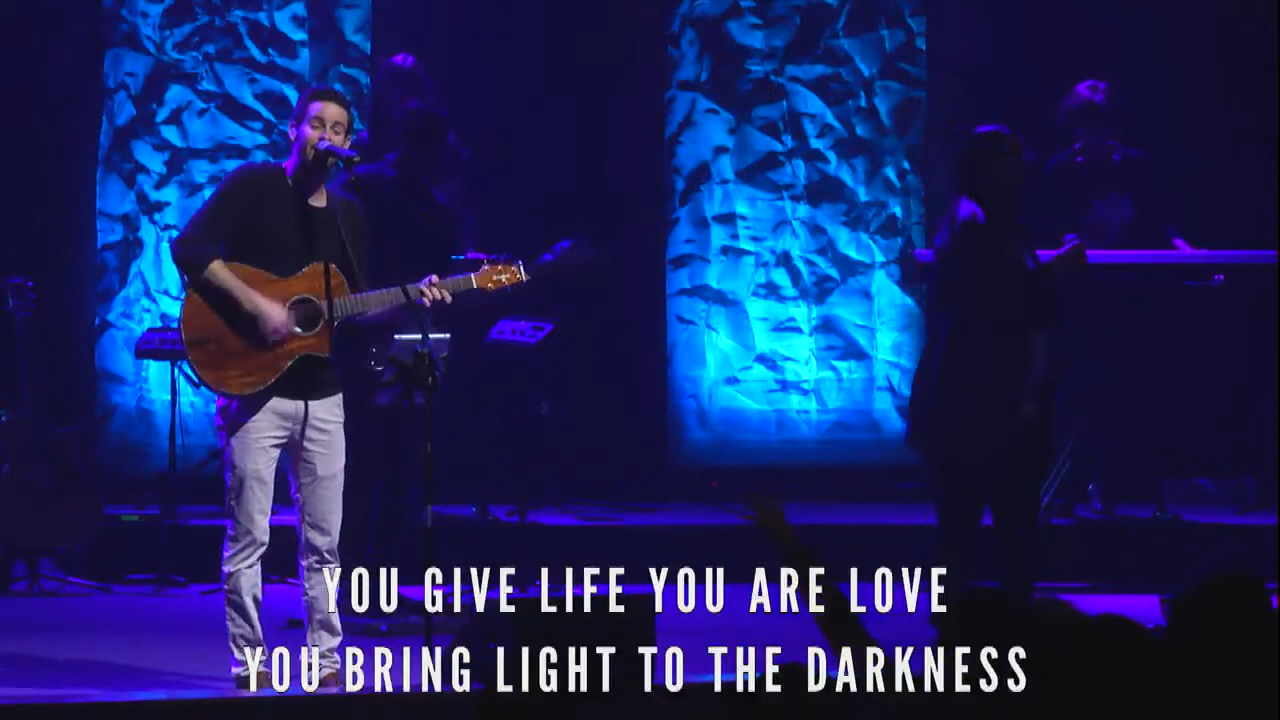 YOU GIVE LIFE YOU ARE LOVE
YOU BRING LIGHT TO THE DARKNESS